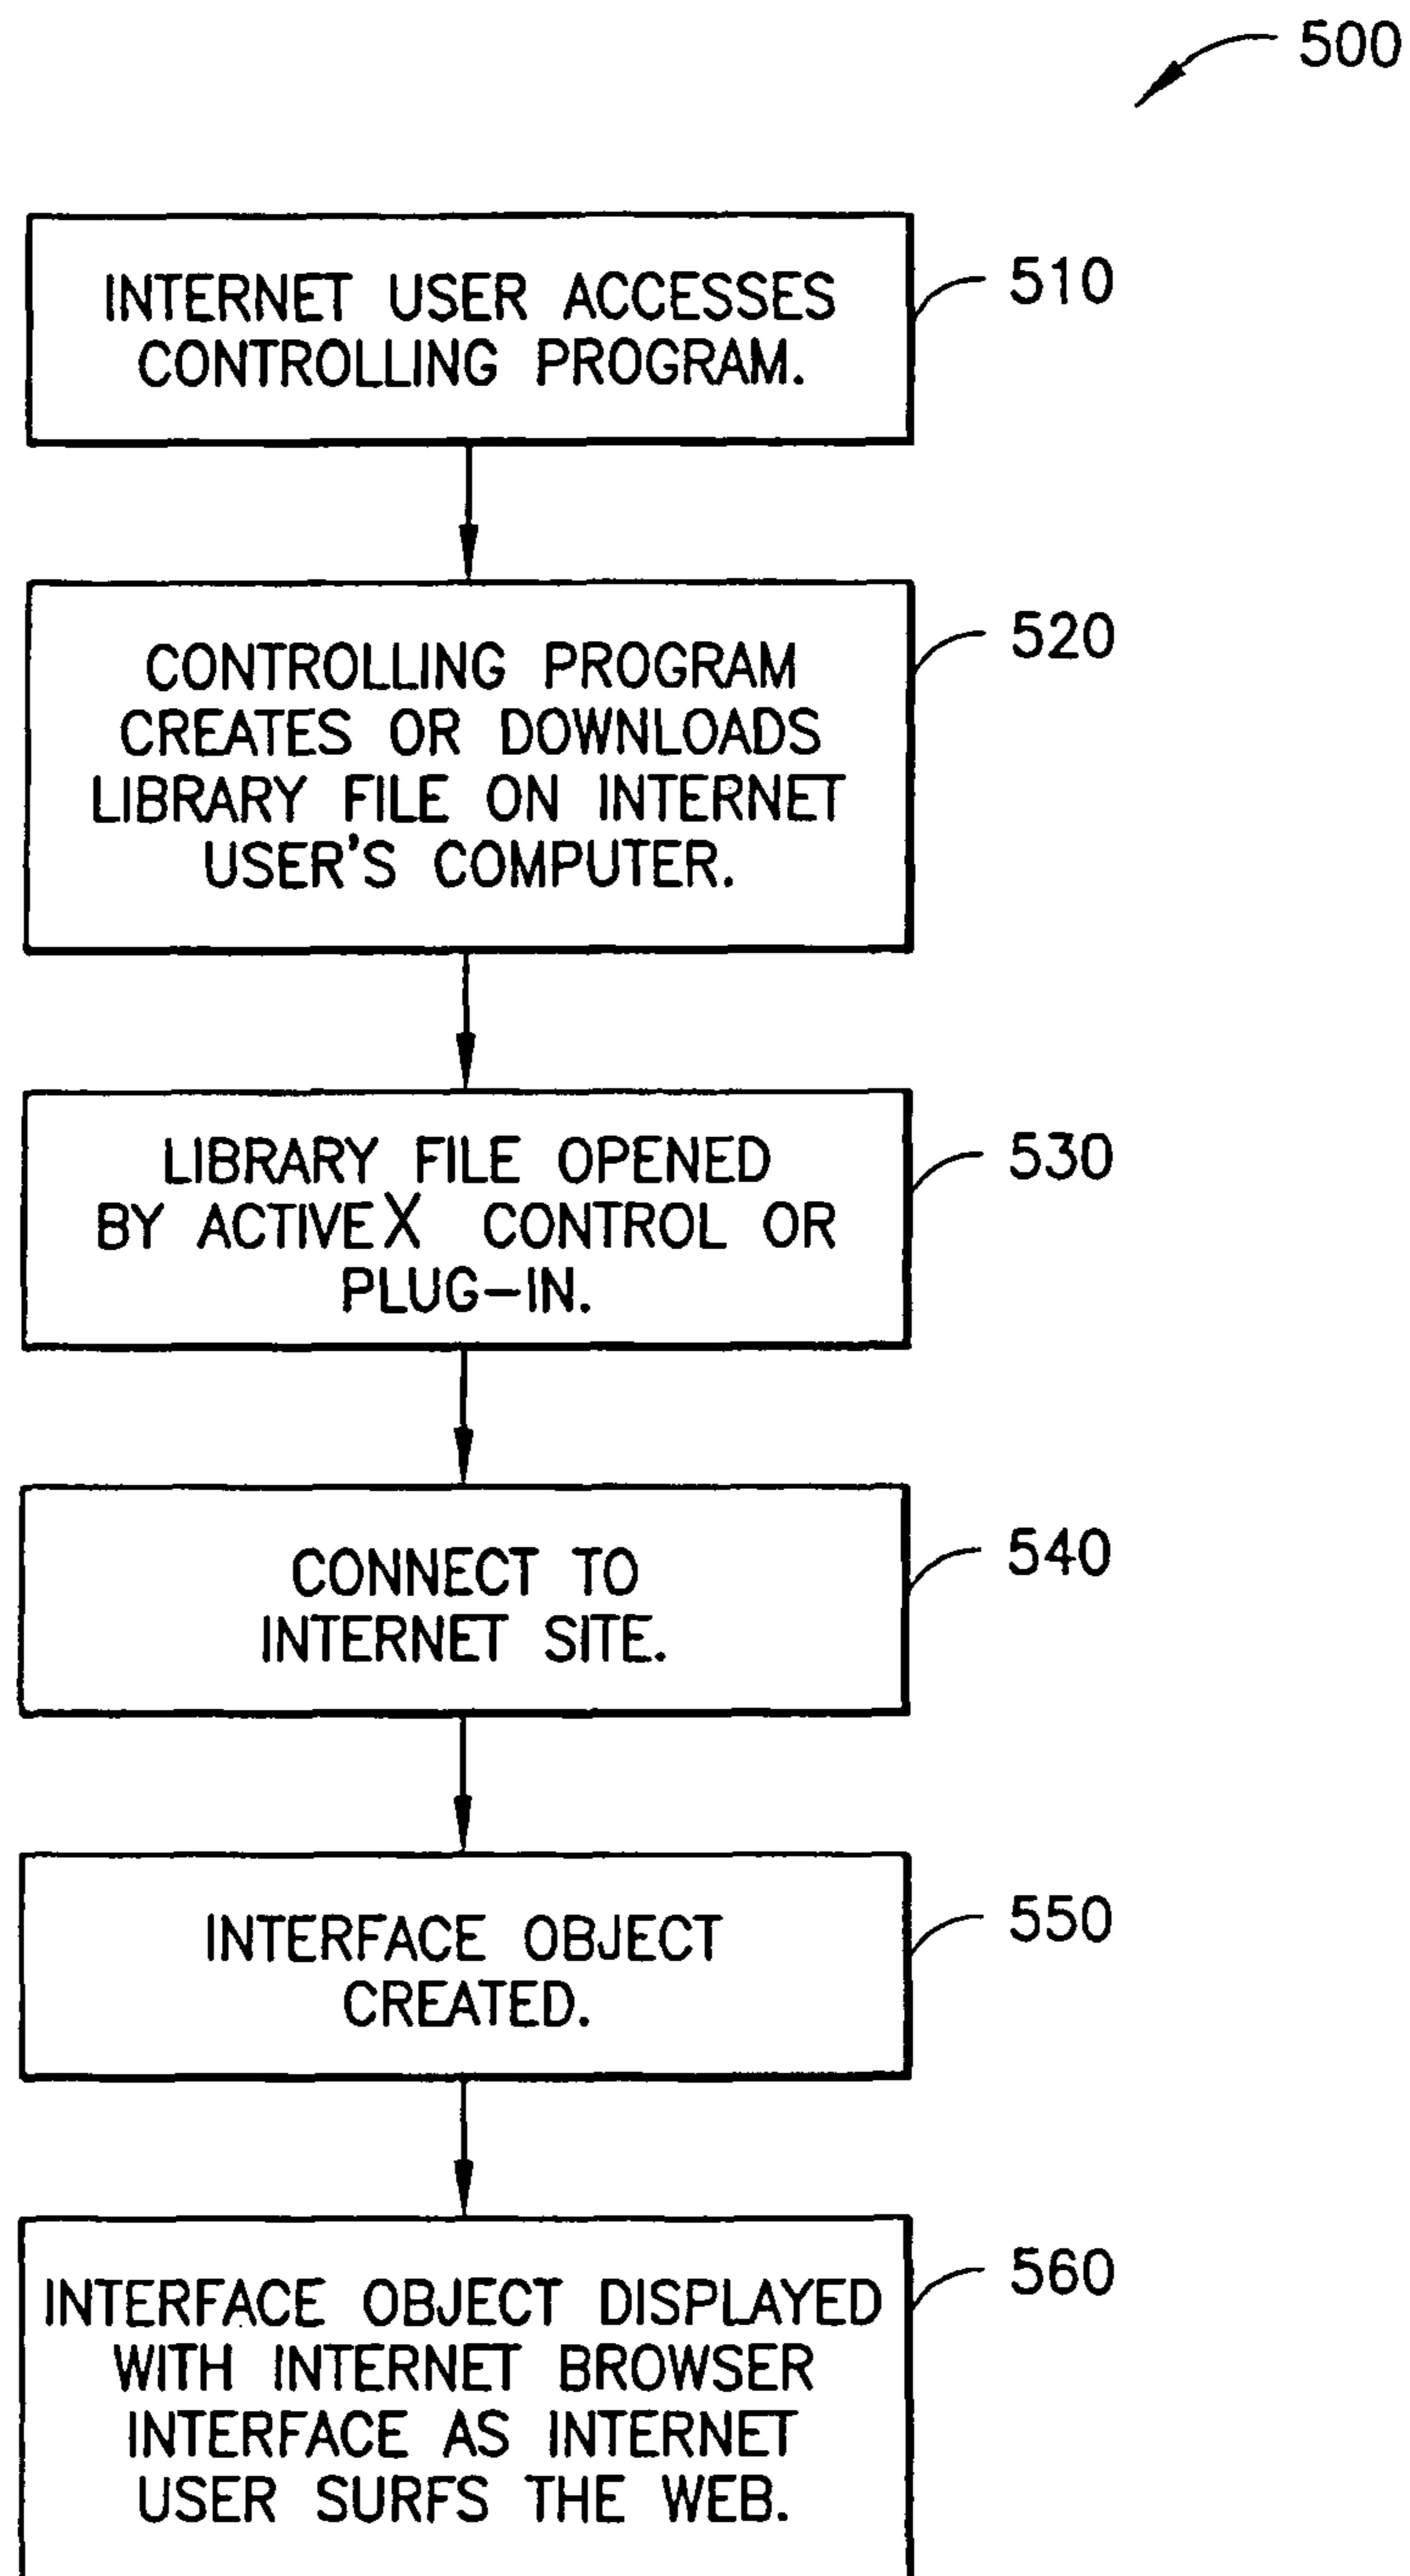 500
INTERNET USER ACCESSES
CONTROLLING PROGRAM.
510
CONTROLLING PROGRAM
CREATES OR DOWNLOADS
LIBRARY FILE ON INTERNET
USER'S COMPUTER.
520
LIBRARY FILE OPENED
BY ACTIVEX CONTROL OR
PLUG-IN.
530
CONNECT TO
INTERNET SITE.
540
INTERFACE OBJECT
CREATED.
550
INTERFACE OBJECT DISPLAYED
WITH INTERNET BROWSER
INTERFACE AS INTERNET
USER SURFS THE WEB.
560